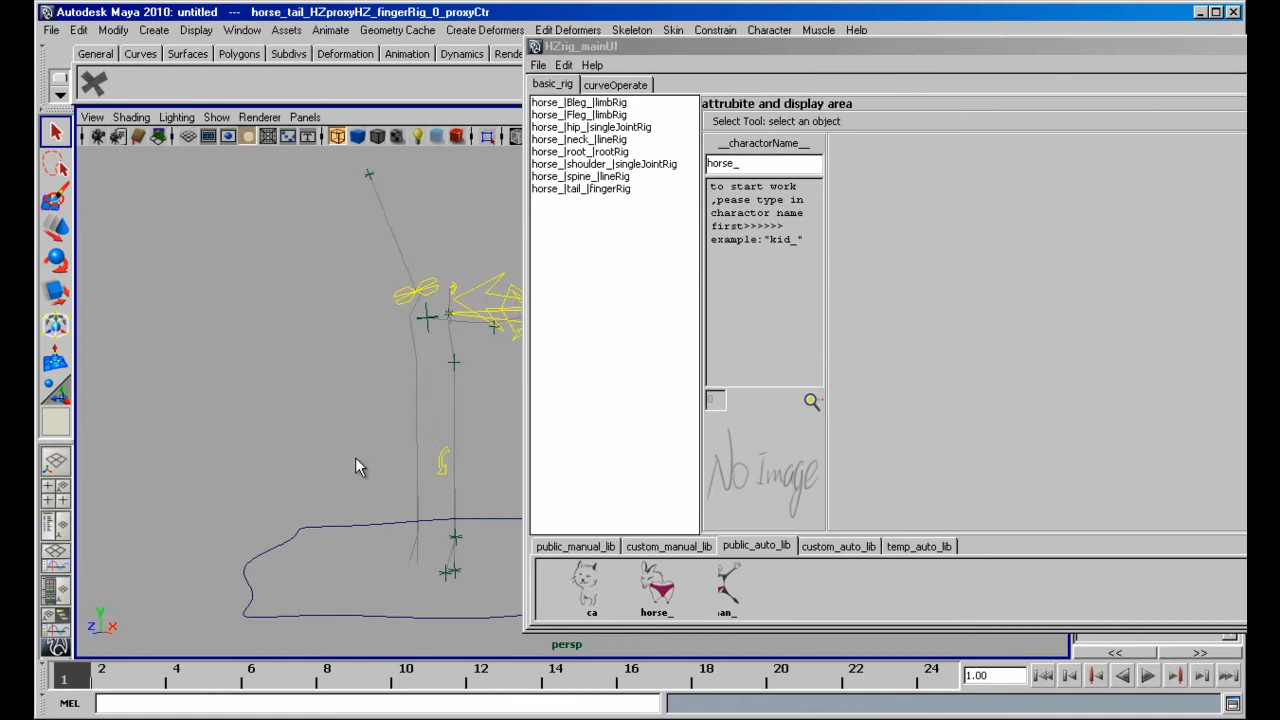 Autodesk Maya 2010: untitled --- horse_tail_HZproxyHZ_fingerRig_0_proxyCtr
File Edit Modify Create Display Window Assets Animate Geometry Cache Create Deformers Edit Deformers Skeleton Skin Constrain Character Muscle Help
General Curves Surfaces Polygons Subdivs Deformation Animation Dynamics
View Shading Lighting Show Renderer Panels
HZrig_mainUI
File Edit Help
basic_rig curveOperate
horse_|Bleg_|limbRig
horse_|Fleg_|limbRig
horse_|hip_|singleJointRig
horse_|neck_|lineRig
horse_|root_|rootRig
horse_|shoulder_|singleJointRig
horse_|spine_|lineRig
horse_|tail_|fingerRig
attrubite and display area
Select Tool: select an object
__charactorName__
horse_
to start work
,pease type in
charactor name
first>>>>>>
example:"kid_"
0
No Image
public_manual_lib custom_manual_lib public_auto_lib custom_auto_lib temp_auto_lib
ca horse_ an_
Y
Z X
persp
<< >>
1 2 4 6 8 10 12 14 16 18 20 22 24 1.00
MEL